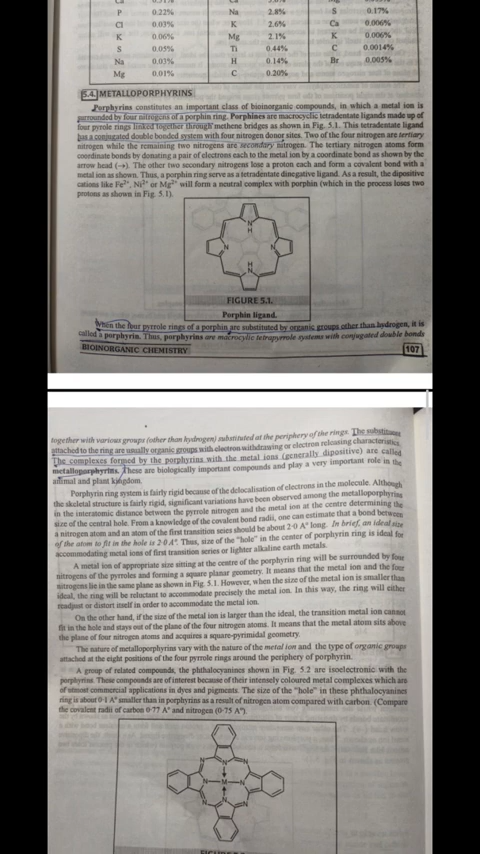 P 0.22% Na 2.8% S 0.17%
Cl 0.03% K 2.6% Ca 0.006%
K 0.06% Mg 2.1% K 0.006%
S 0.05% Ti 0.44% C 0.0014%
Na 0.03% H 0.14% Br 0.005%
Mg 0.01% C 0.20%
5.4. METALLOPORPHYRINS
Porphyrins constitutes an important class of bioinorganic compounds, in which a metal ion is
surrounded by four nitrogens of a porphin ring. Porphines are macrocyclic tetradentate ligands made up of
four pyrole rings linked together through methene bridges as shown in Fig. 5.1. This tetradentate ligand
has a conjugated double bonded system with four nitrogen donor sites. Two of the four nitrogen are tertiary
nitrogen while the remaining two nitrogens are secondary nitrogen. The tertiary nitrogen atoms form
coordinate bonds by donating a pair of electrons each to the metal ion by a coordinate bond as shown by the
arrow head (→). The other two secondary nitrogens lose a proton each and form a covalent bond with a
metal ion as shown. Thus, a porphin ring serve as a tetradentate dinegative ligand. As a result, the dipositive
cations like Fe²⁺, Ni²⁺ or Mg²⁺ will form a neutral complex with porphin (which in the process loses two
protons as shown in Fig. 5.1).
N
H
N N
H
N
FIGURE 5.1.
Porphin ligand.
When the four pyrrole rings of a porphin are substituted by organic groups other than hydrogen, it is
called a porphyrin. Thus, porphyrins are macrocylic tetrapyrrole systems with conjugated double bonds
BIOINORGANIC CHEMISTRY 107
together with various groups (other than hydrogen) substituted at the periphery of the rings. The substituents
attached to the ring are usually organic groups with electron withdrawing or electron releasing characteristics.
The complexes formed by the porphyrins with the metal ions (generally dipositive) are called
metalloporphyrins. These are biologically important compounds and play a very important role in the
animal and plant kingdom.
Porphyrin ring system is fairly rigid because of the delocalisation of electrons in the molecule. Although
the skeletal structure is fairly rigid, significant variations have been observed among the metalloporphyrins
in the interatomic distance between the pyrrole nitrogen and the metal ion at the centre determining the
size of the central hole. From a knowledge of the covalent bond radii, one can estimate that a bond between
a nitrogen atom and an atom of the first transition series should be about 2·0 A° long. In brief, an ideal size
of the atom to fit in the hole is 2·0 A°. Thus, size of the "hole" in the center of porphyrin ring is ideal for
accommodating metal ions of first transition series or lighter alkaline earth metals.
A metal ion of appropriate size sitting at the centre of the porphyrin ring will be surrounded by four
nitrogens of the pyroles and forming a square planar geometry. It means that the metal ion and the four
nitrogens lie in the same plane as shown in Fig. 5.1. However, when the size of the metal ion is smaller than
ideal, the ring will be reluctant to accommodate precisely the metal ion. In this way, the ring will either
readjust or distort itself in order to accommodate the metal ion.
On the other hand, if the size of the metal is larger than the ideal, the transition metal ion cannot
fit in the hole and stays out of the plane of the four nitrogen atoms. It means that the metal atom sits above
the plane of four nitrogen atoms and acquires a square-pyrimidal geometry.
The nature of metalloporphyrins vary with the nature of the metal ion and the type of organic groups
attached at the eight positions of the four pyrrole rings around the periphery of porphyrin.
A group of related compounds, the phthalocyanines shown in Fig. 5.2 are isoelectronic with the
porphyrins. These compounds are of interest because of their intensely coloured metal complexes which are
of utmost commercial applications in dyes and pigments. The size of the "hole" in these phthalocyanines
ring is about 0·1 A° smaller than in porphyrins as a result of nitrogen atom compared with carbon. (Compare
the covalent radii of carbon 0·77 A° and nitrogen (0·75 A°).
N N N
N M N
N N N